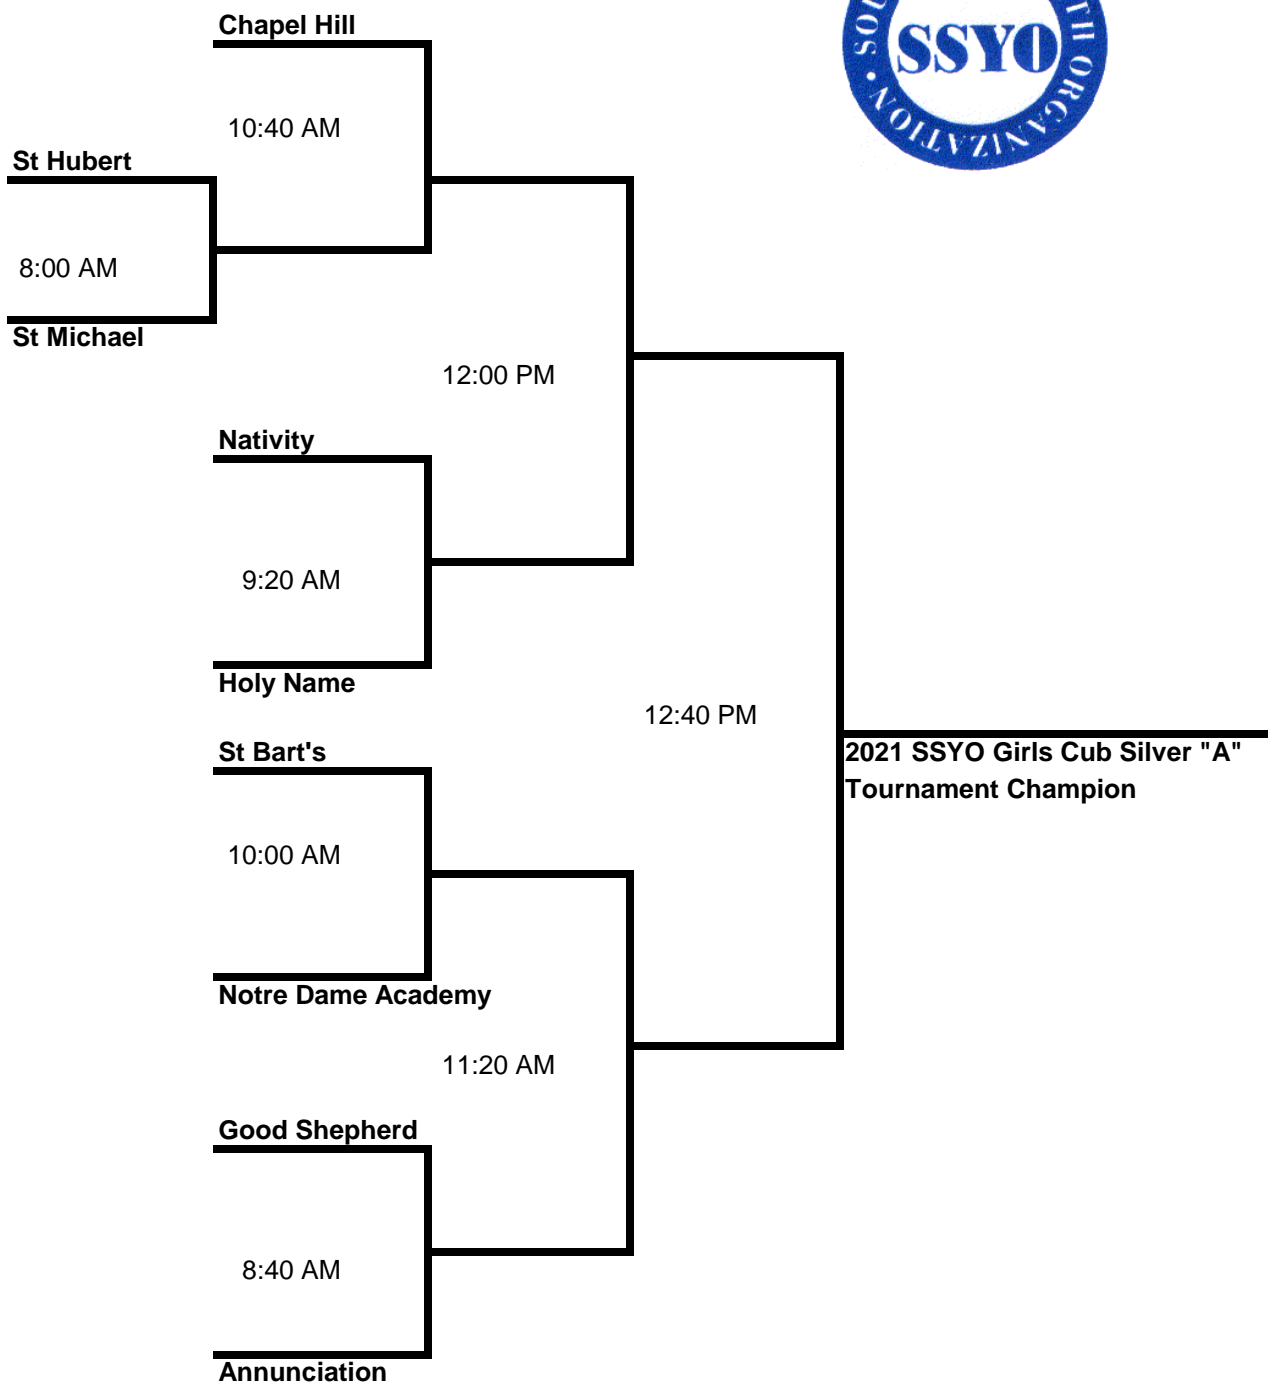 Chapel Hill
SSYO
ORGANIZATION
10:40 AM
St Hubert
8:00 AM
St Michael
12:00 PM
Nativity
9:20 AM
Holy Name
12:40 PM
St Bart's
2021 SSYO Girls Cub Silver "A"
Tournament Champion
10:00 AM
Notre Dame Academy
11:20 AM
Good Shepherd
8:40 AM
Annunciation